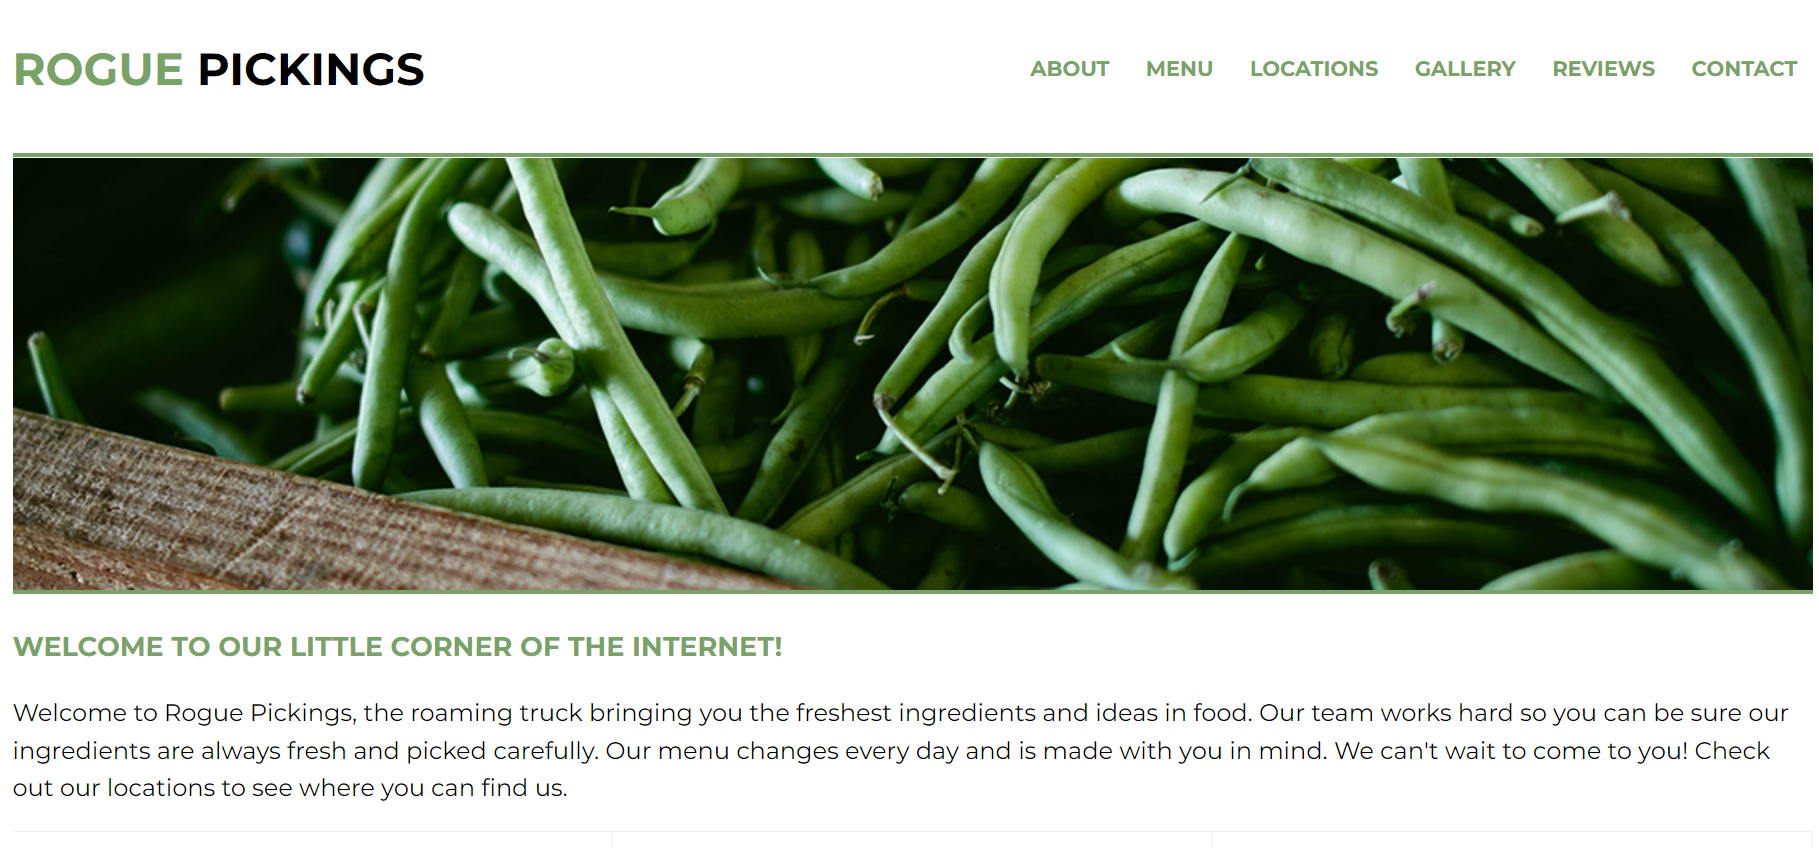 ROGUE PICKINGS
ABOUT MENU LOCATIONS GALLERY REVIEWS CONTACT
WELCOME TO OUR LITTLE CORNER OF THE INTERNET!
Welcome to Rogue Pickings, the roaming truck bringing you the freshest ingredients and ideas in food. Our team works hard so you can be sure our
ingredients are always fresh and picked carefully. Our menu changes every day and is made with you in mind. We can't wait to come to you! Check
out our locations to see where you can find us.